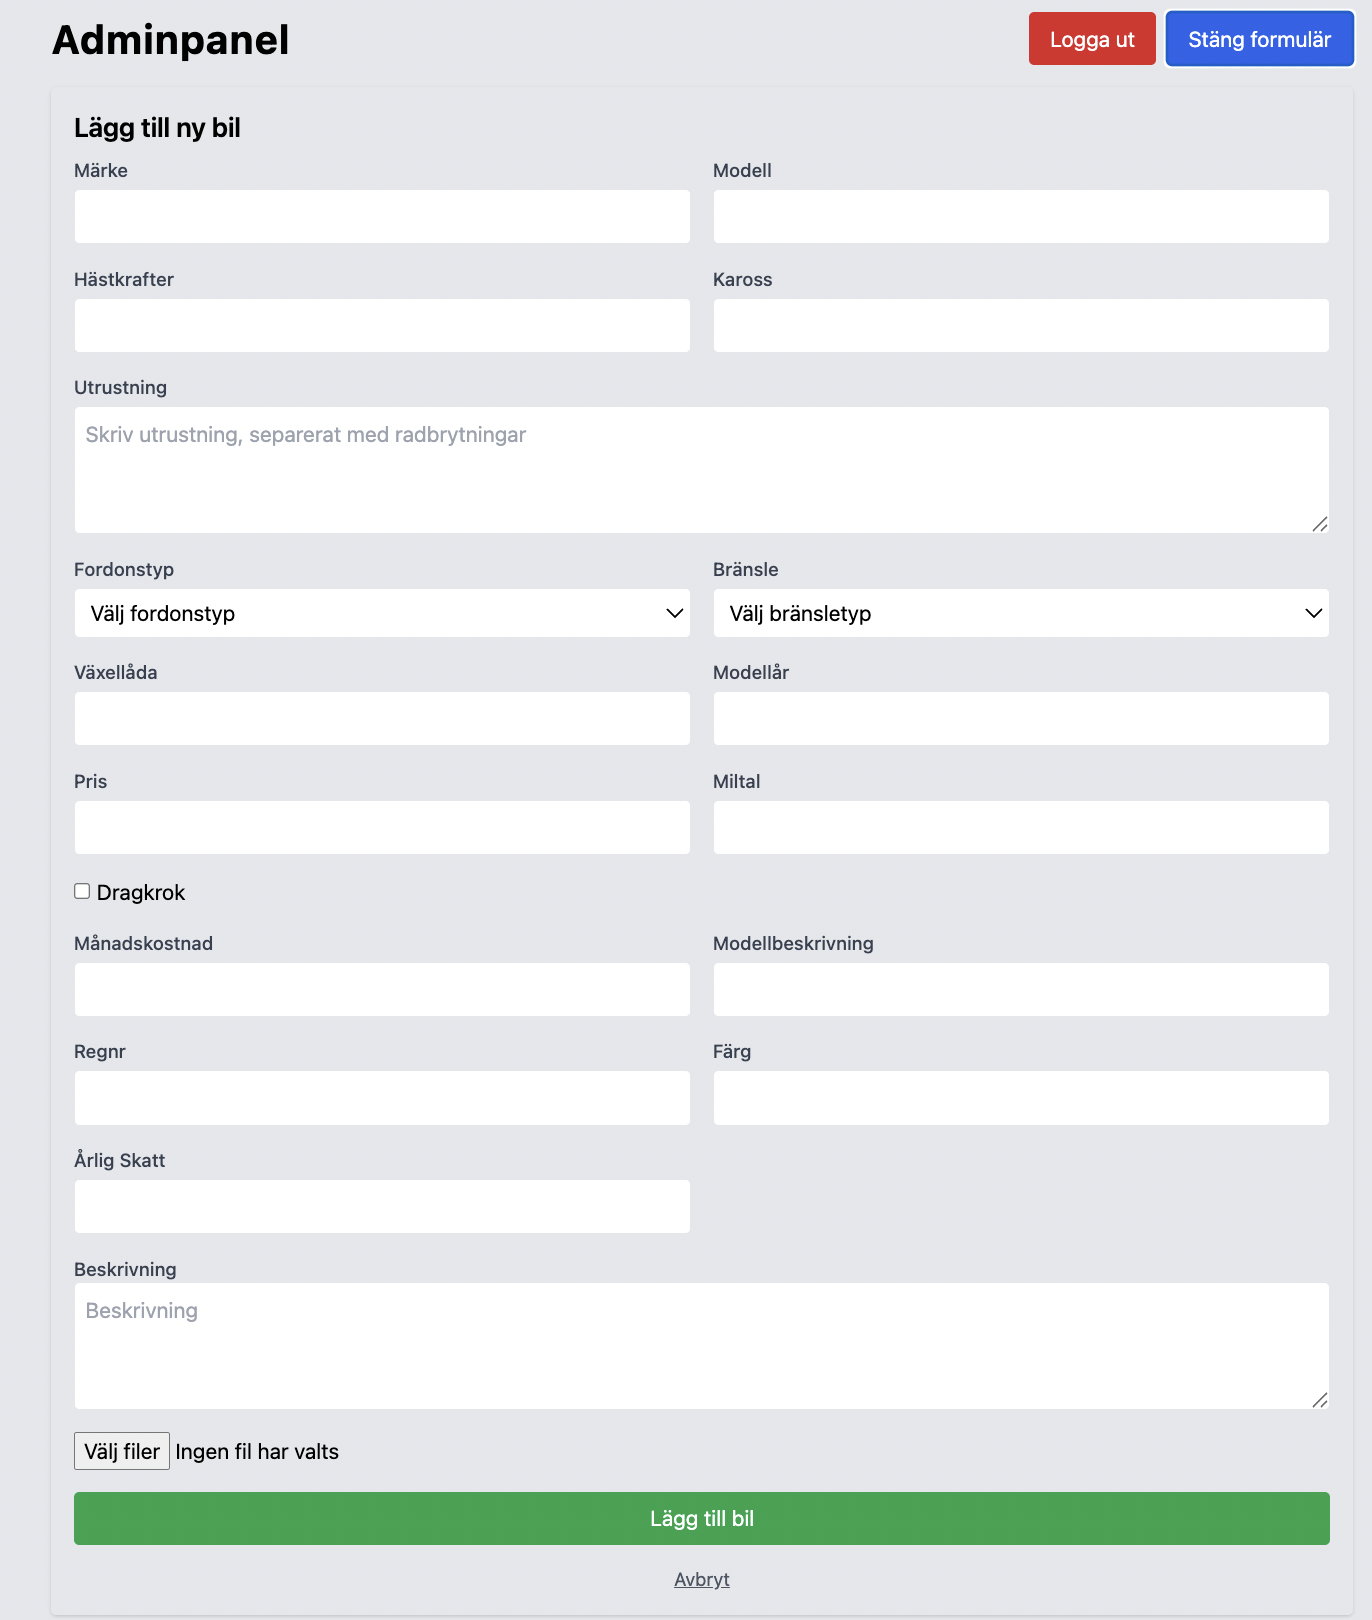 Adminpanel
Logga ut
Stäng formulär
Lägg till ny bil
Märke
Modell
Hästkrafter
Kaross
Utrustning
Skriv utrustning, separerat med radbrytningar
Fordonstyp
Bränsle
Välj fordonstyp
Välj bränsletyp
Växellåda
Modellår
Pris
Miltal
Dragkrok
Månadskostnad
Modellbeskrivning
Regnr
Färg
Årlig Skatt
Beskrivning
Beskrivning
Välj filer Ingen fil har valts
Lägg till bil
Avbryt